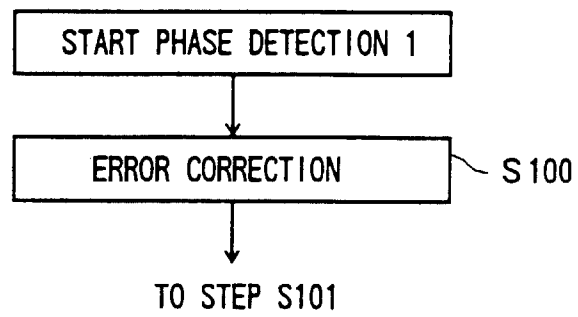 START PHASE DETECTION 1
ERROR CORRECTION
S100
TO STEP S101